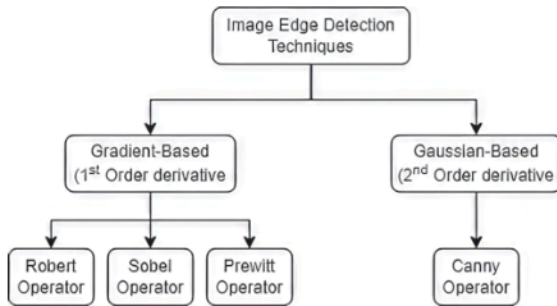 Image Edge Detection
Techniques
Gradient-Based
(1st Order derivative
Gaussian-Based
(2nd Order derivative
Robert
Operator
Sobel
Operator
Prewitt
Operator
Canny
Operator